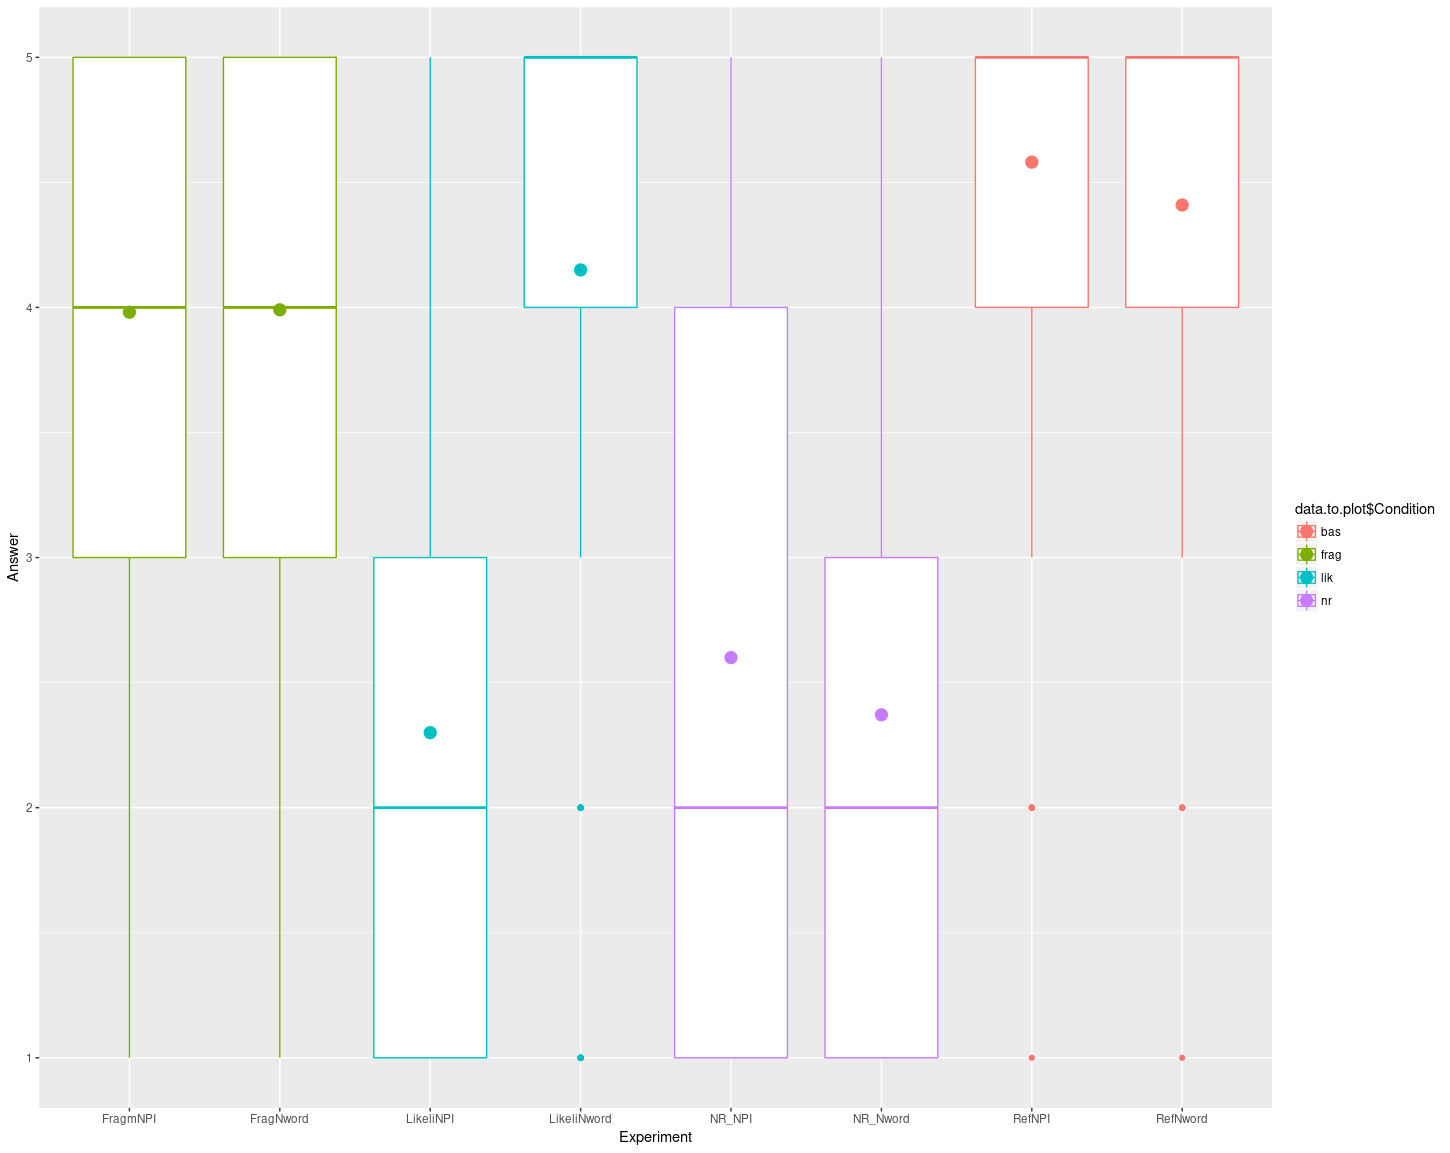 5
4
3
2
1
Answer
FragmNPI FragNword LikeliNPI LikeliNword NR_NPI NR_Nword RefNPI RefNword
Experiment
data.to.plot$Condition
bas
frag
lik
nr